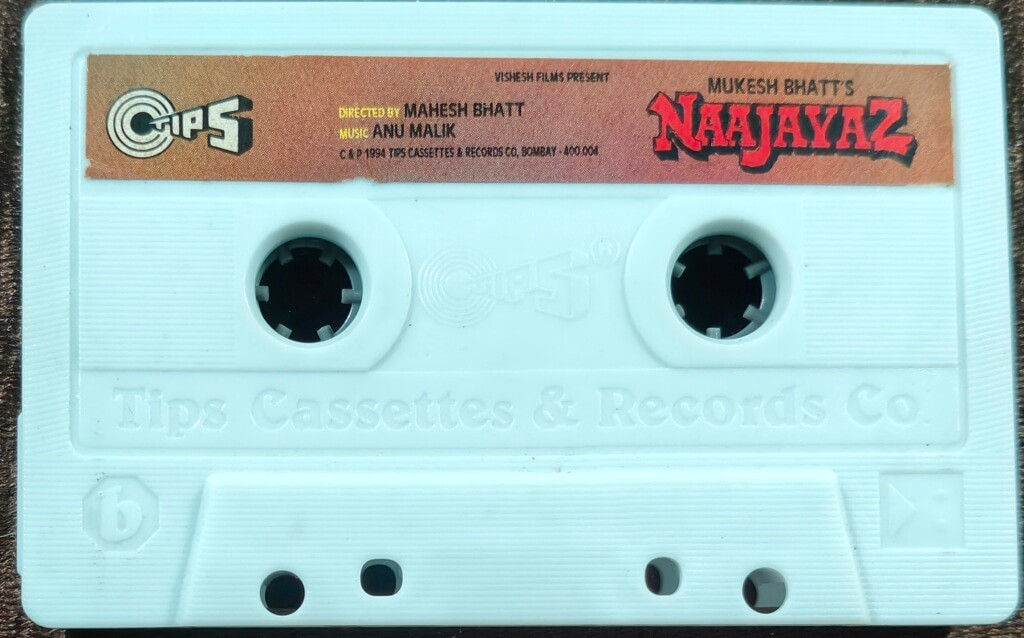 TIPS
VISHESH FILMS PRESENT
DIRECTED BY MAHESH BHATT
MUSIC ANU MALIK
C & P 1994 TIPS CASSETTES & RECORDS CO, BOMBAY - 400 004
MUKESH BHATT'S
NAAJAYAZ
TIPS®
Tips Cassettes & Records Co.
b